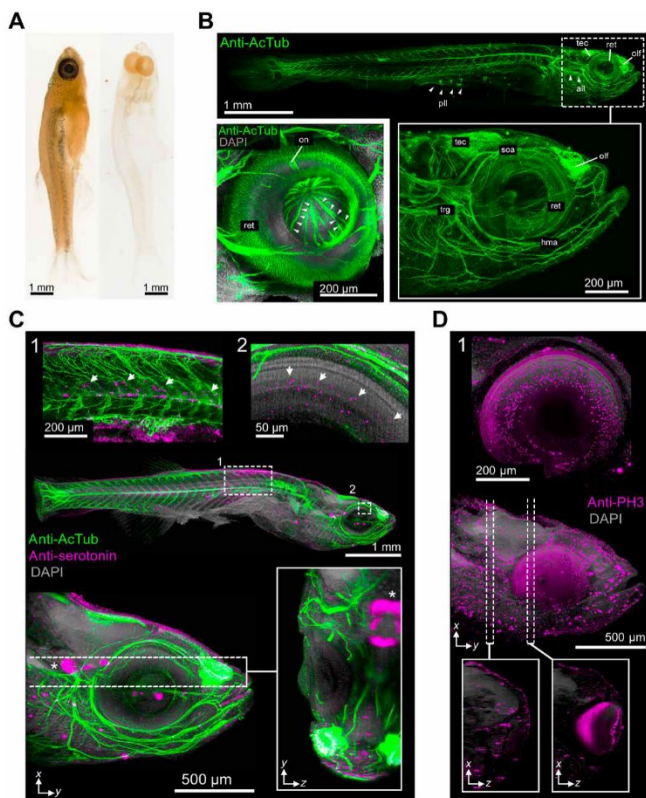 A
1 mm
1 mm
B
Anti-AcTub
tec
ret
olf
all
pll
1 mm
Anti-AcTub
DAPI
on
ret
200 µm
tec
soa
olf
trg
ret
hma
200 µm
C
1
200 µm
2
50 µm
1
2
Anti-AcTub
Anti-serotonin
DAPI
1 mm
*
x
y
500 µm
*
y
z
D
1
200 µm
Anti-PH3
DAPI
x
y
500 µm
x
z
x
z